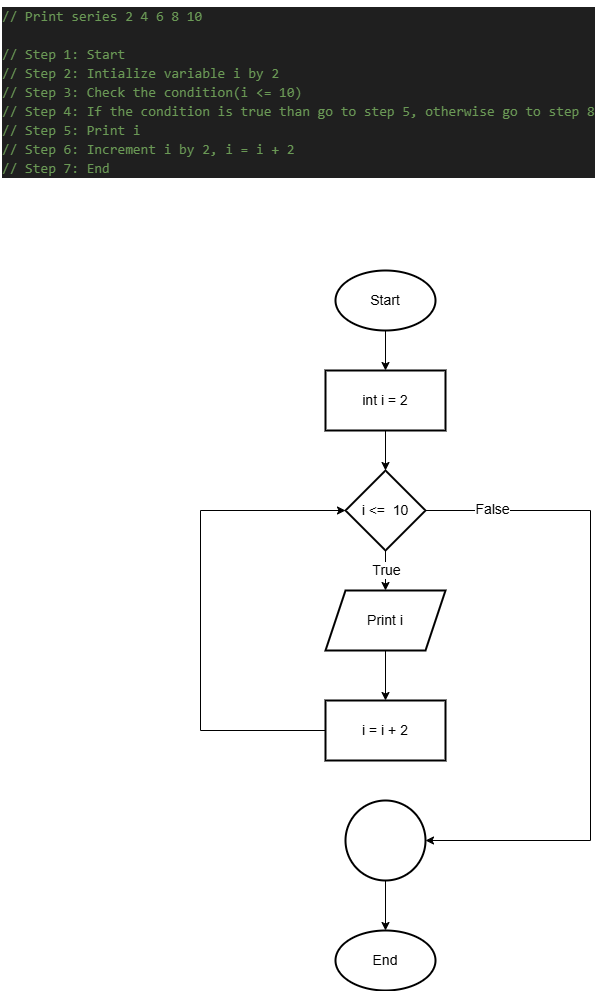 // Print series 2 4 6 8 10
// Step 1: Start
// Step 2: Intialize variable i by 2
// Step 3: Check the condition(i <= 10)
// Step 4: If the condition is true than go to step 5, otherwise go to step 8
// Step 5: Print i
// Step 6: Increment i by 2, i = i + 2
// Step 7: End
Start
int i = 2
i <= 10
False
True
Print i
i = i + 2
End